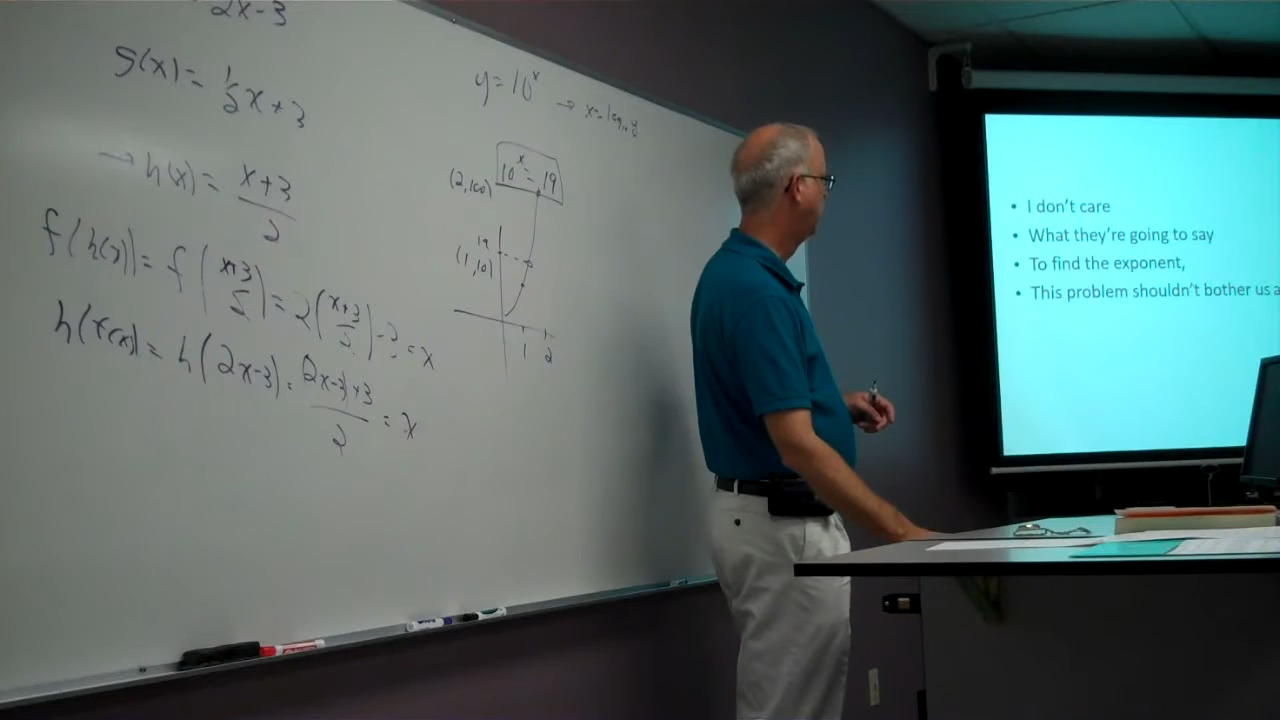 2x-3
g(x) = 1/2 x + 3
→ h(x) = x+3/2
f(h(x)) = f(x+3/2) = 2(x+3/2) - 3 = x
h(f(x)) = h(2x-3) = 2x-3+3/2 = x
y = 10^x → x = log₁₀ y
10^x = 19
(2,100)
19
(1,10)
1 2
• I don't care
• What they're going to say
• To find the exponent,
• This problem shouldn't bother us a